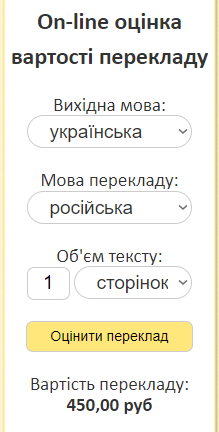 On-line оцінка
вартості перекладу
Вихідна мова:
українська
Мова перекладу:
російська
Об'єм тексту:
1 сторінок
Оцінити переклад
Вартість перекладу:
450,00 руб